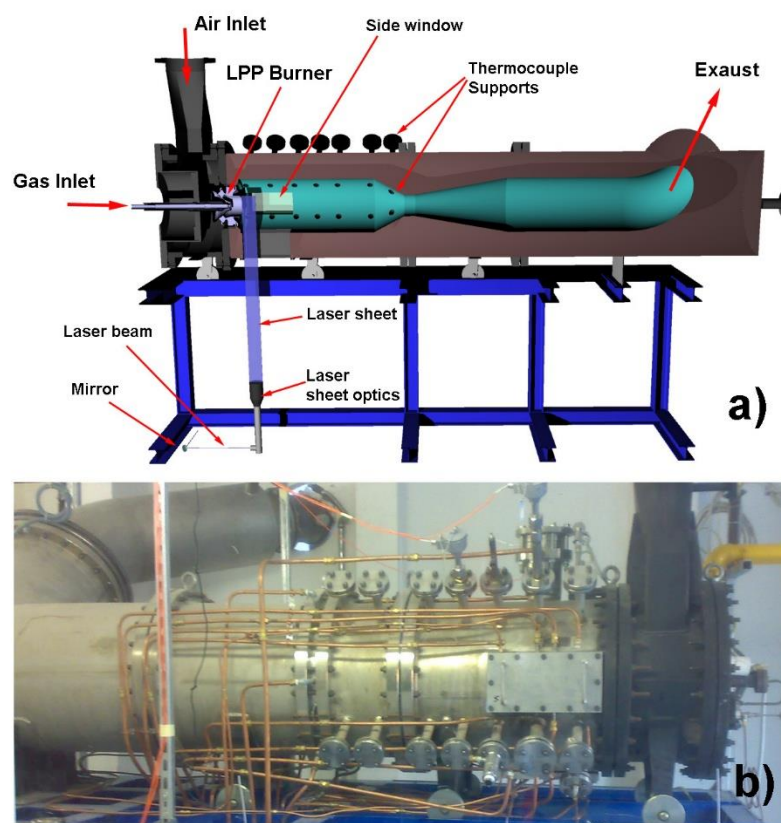 Air Inlet
Side window
LPP Burner
Thermocouple
Supports
Exaust
Gas Inlet
Laser sheet
Laser beam
Laser
sheet optics
Mirror
a)
b)